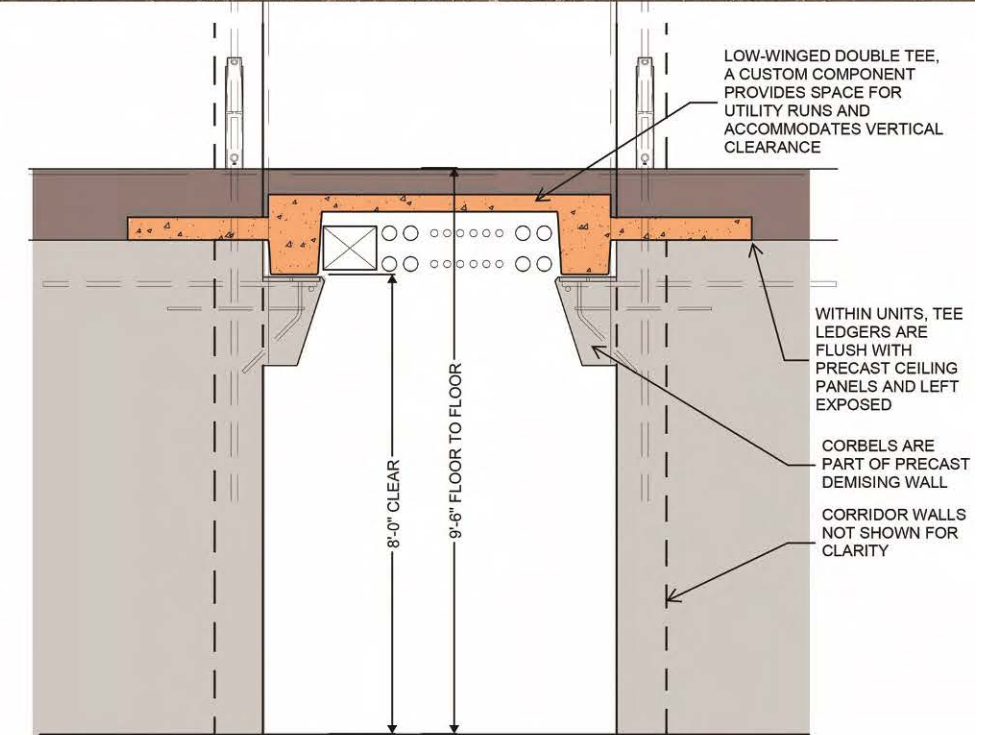 LOW-WINGED DOUBLE TEE,
A CUSTOM COMPONENT
PROVIDES SPACE FOR
UTILITY RUNS AND
ACCOMMODATES VERTICAL
CLEARANCE
WITHIN UNITS, TEE
LEDGERS ARE
FLUSH WITH
PRECAST CEILING
PANELS AND LEFT
EXPOSED
CORBELS ARE
PART OF PRECAST
DEMISING WALL
CORRIDOR WALLS
NOT SHOWN FOR
CLARITY
8'-0" CLEAR
9'-6" FLOOR TO FLOOR